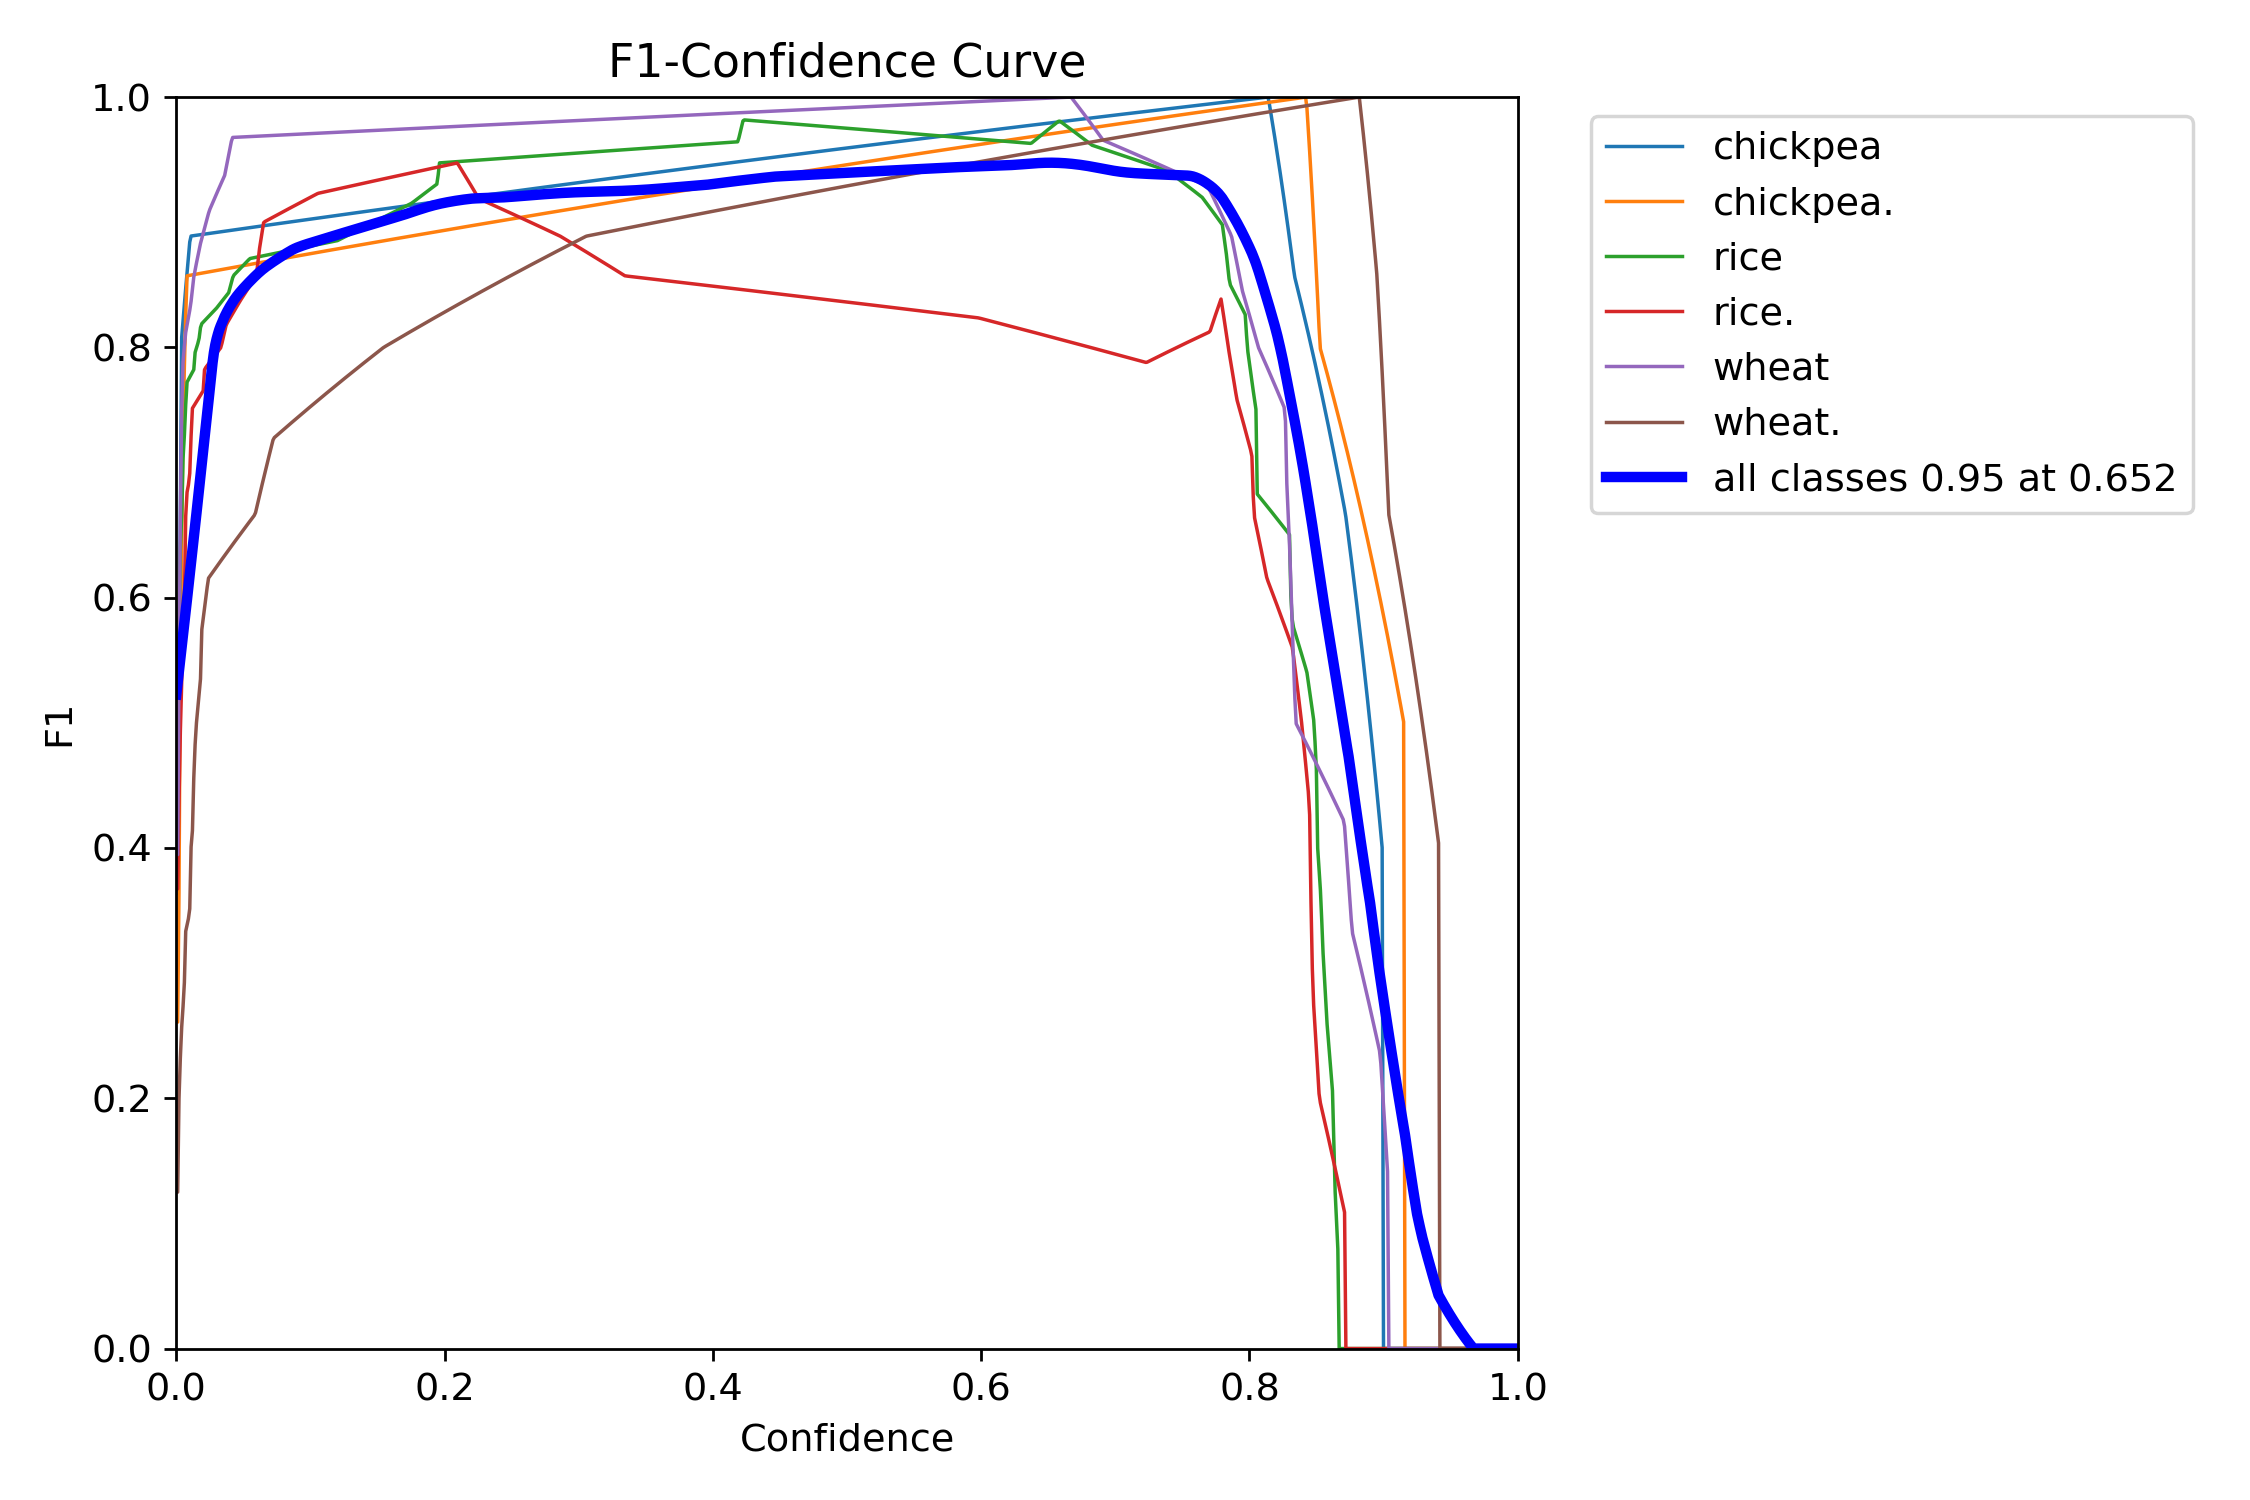 F1-Confidence Curve
1.0
0.8
0.6
0.4
0.2
0.0
F1
0.0 0.2 0.4 0.6 0.8 1.0
Confidence
chickpea
chickpea.
rice
rice.
wheat
wheat.
all classes 0.95 at 0.652